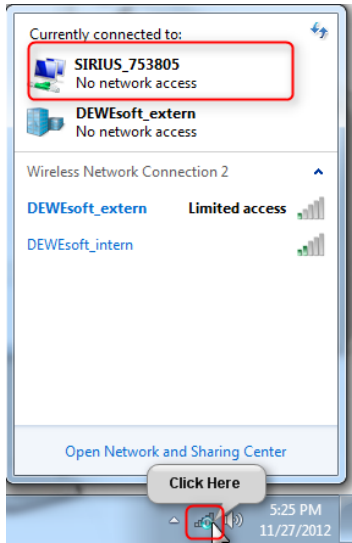 Currently connected to:
SIRIUS_753805
No network access
DEWEsoft_extern
No network access
Wireless Network Connection 2
DEWEsoft_extern Limited access
DEWEsoft_intern
Open Network and Sharing Center
Click Here
5:25 PM
11/27/2012